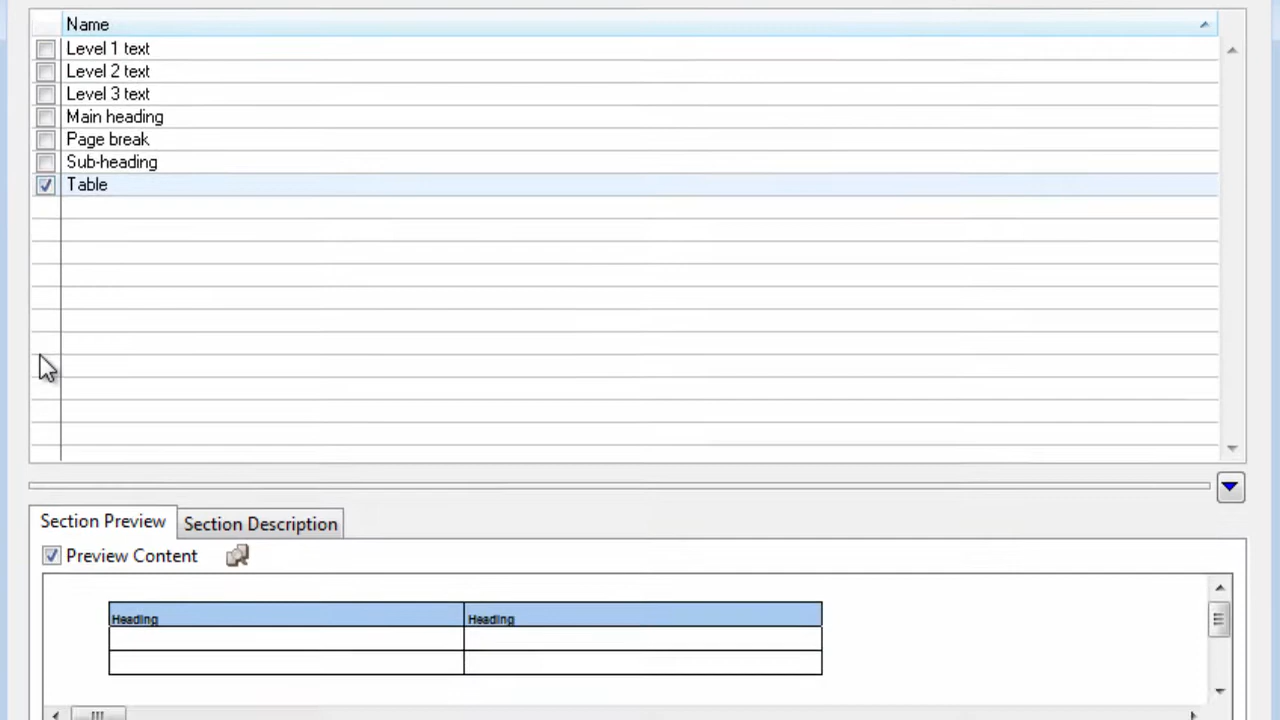 Name
Level 1 text
Level 2 text
Level 3 text
Main heading
Page break
Sub-heading
Table
Section Preview Section Description
Preview Content
Heading Heading